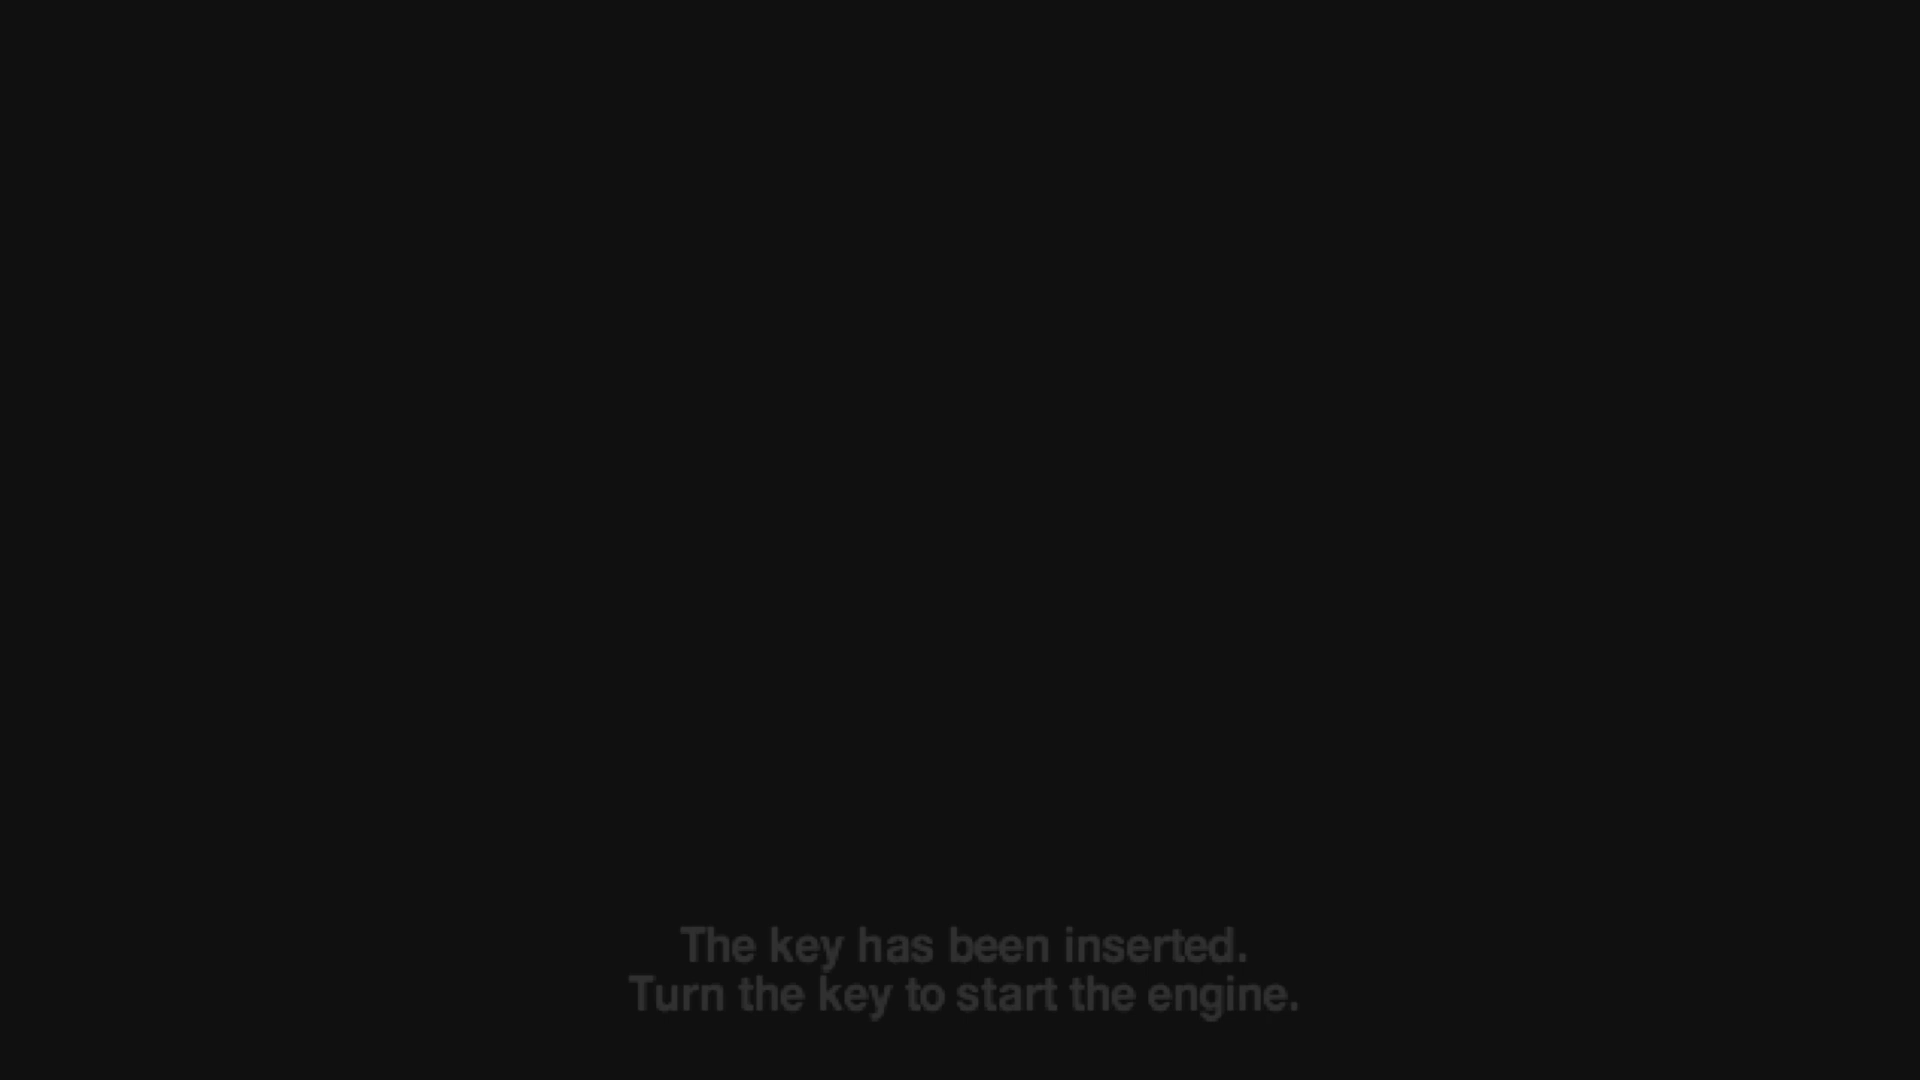 The key has been inserted.
Turn the key to start the engine.